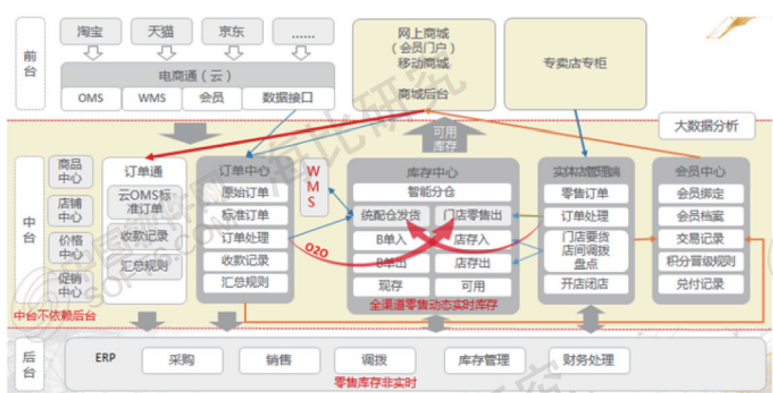 前台
淘宝
天猫
京东
......
电商通（云）
OMS
WMS
会员
数据接口
网上商城
（会员门户）
移动商城
商城后台
专卖店专柜
可用
库存
大数据分析
中台
商品
中心
店铺
中心
价格
中心
促销
中心
中台不依赖后台
订单通
云OMS标
准订单
收款记录
汇总规则
订单中心
原始订单
标准订单
订单处理
收款记录
汇总规则
WMS
O2O
库存中心
智能分仓
统配仓发货
门店零售出
B单入
店存入
B单出
店存出
现存
可用
全渠道零售动态实时库存
实体店管理端
零售订单
订单处理
门店要货
店间调拨
盘点
开店闭店
会员中心
会员绑定
会员档案
交易记录
积分晋级规则
兑付记录
后台
ERP
采购
销售
调拨
库存管理
财务处理
零售库存非实时
海比研究